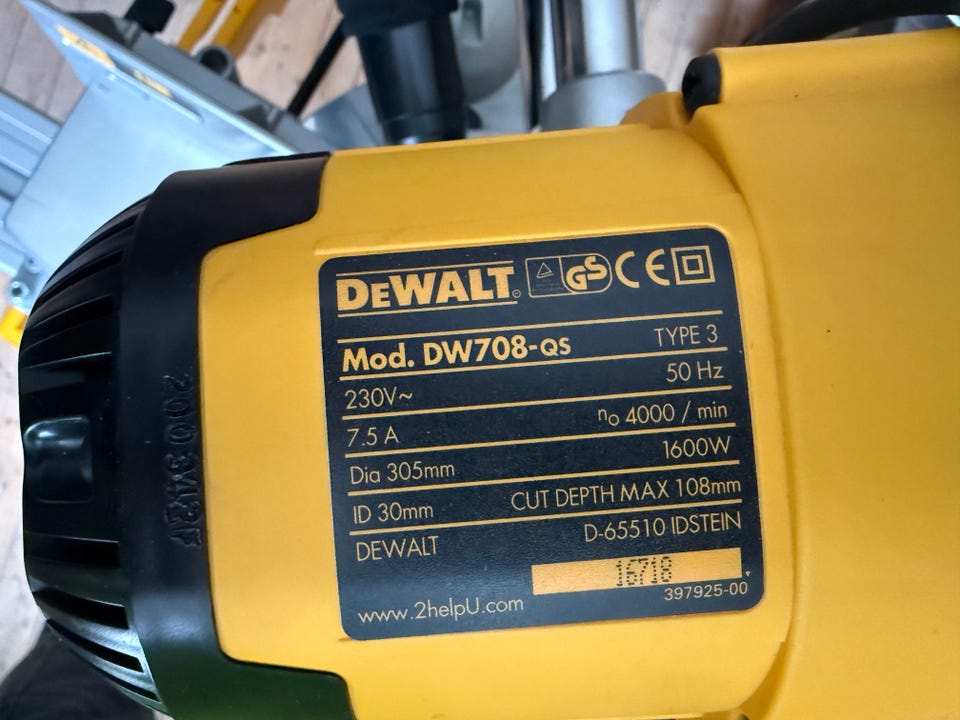 DEWALT
GS CE
Mod. DW708-QS TYPE 3
230V~ 50 Hz
7.5 A n₀ 4000 / min
Dia 305mm 1600W
ID 30mm CUT DEPTH MAX 108mm
DEWALT D-65510 IDSTEIN
16718
www.2helpU.com 397925-00